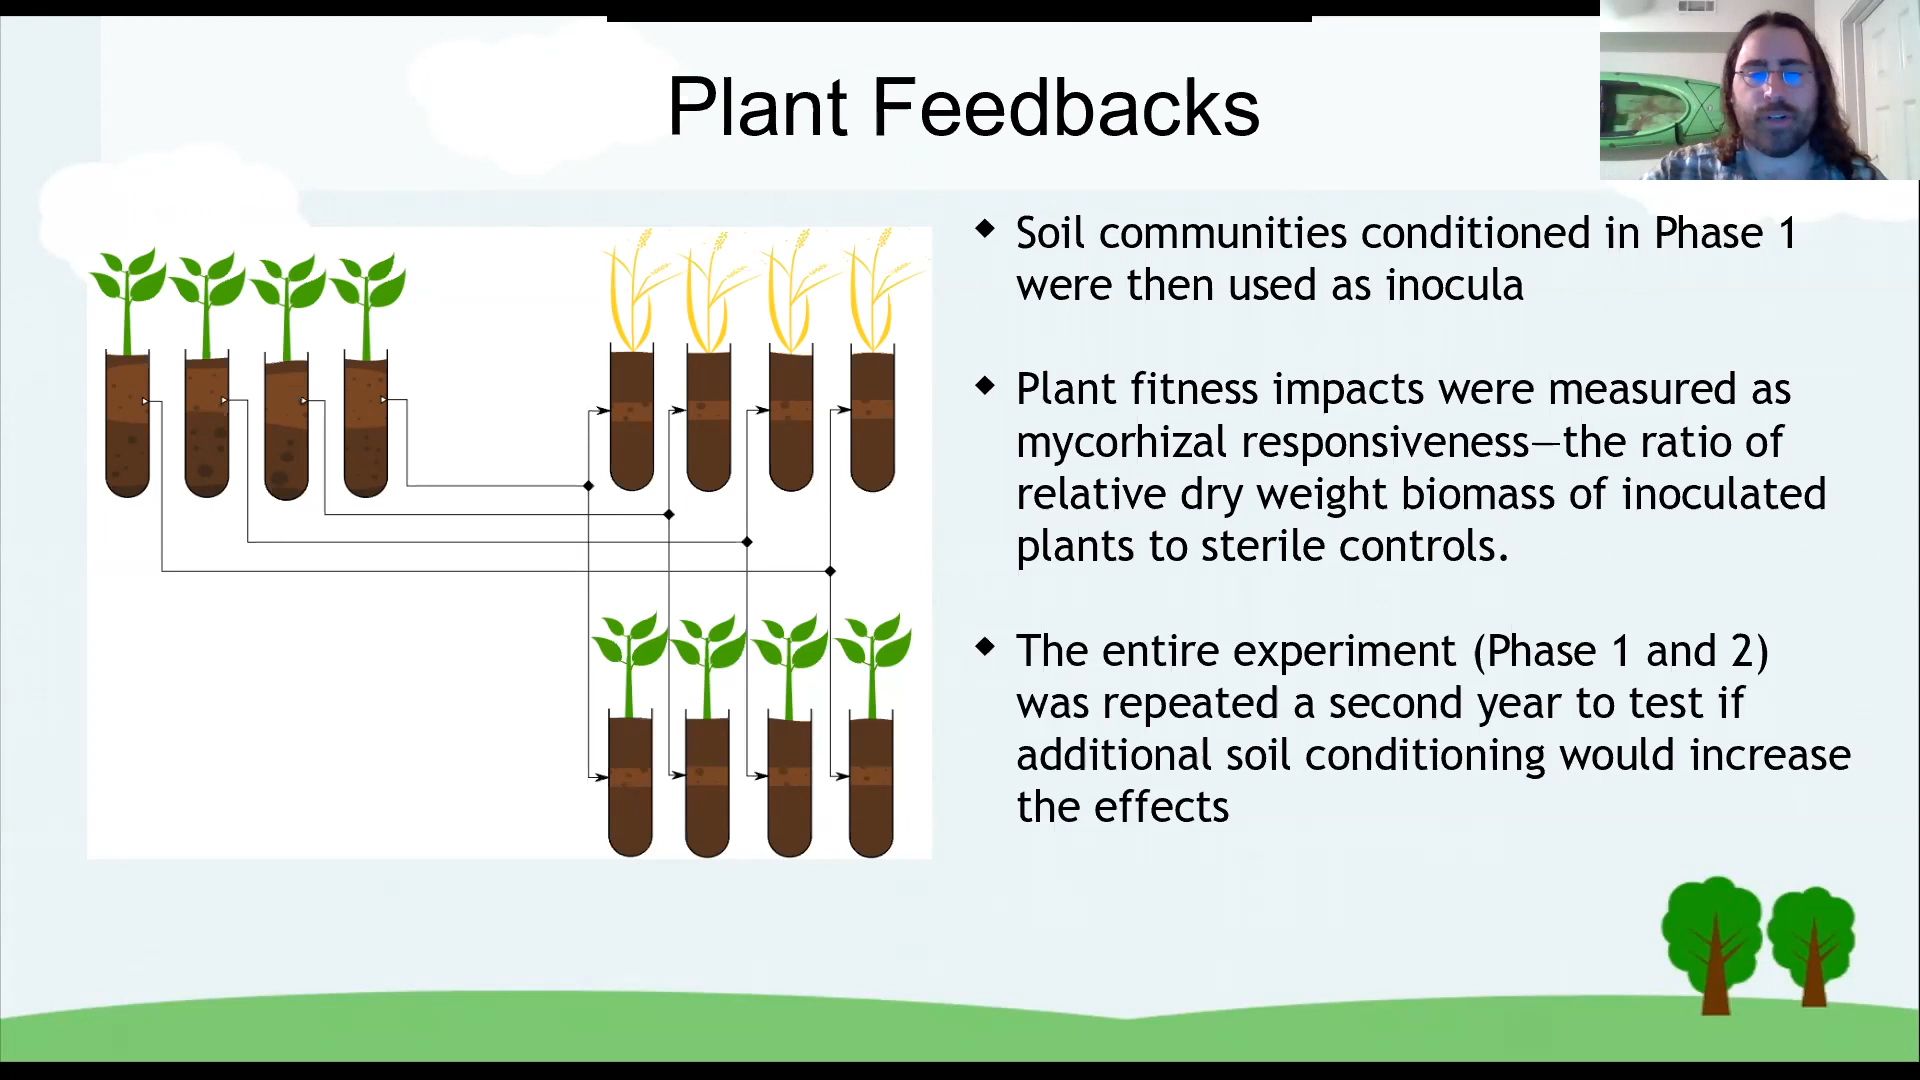 Plant Feedbacks
Soil communities conditioned in Phase 1
were then used as inocula
Plant fitness impacts were measured as
mycorhizal responsiveness—the ratio of
relative dry weight biomass of inoculated
plants to sterile controls.
The entire experiment (Phase 1 and 2)
was repeated a second year to test if
additional soil conditioning would increase
the effects